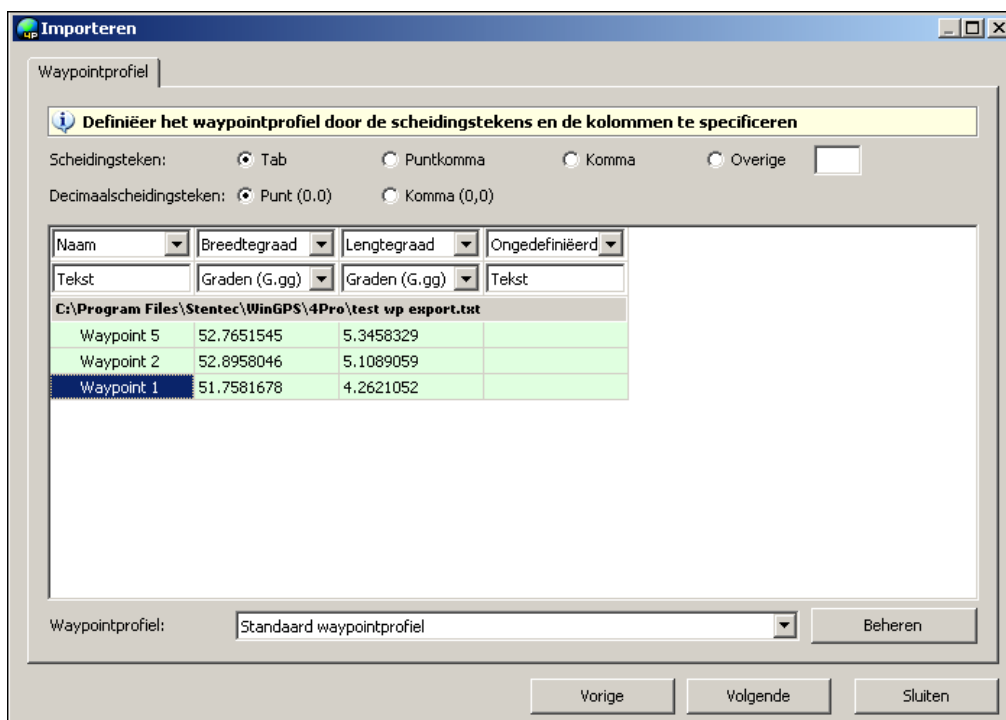 Importeren
Waypointprofiel
Definiëer het waypointprofiel door de scheidingstekens en de kolommen te specificeren
Scheidingsteken: Tab Puntkomma Komma Overige
Decimaalscheidingsteken: Punt (0.0) Komma (0,0)
Naam Breedtegraad Lengtegraad Ongedefiniëerd
Tekst Graden (G.gg) Graden (G.gg) Tekst
C:\Program Files\Stentec\WinGPS\4Pro\test wp export.txt
Waypoint 5 52.7651545 5.3458329
Waypoint 2 52.8958046 5.1089059
Waypoint 1 51.7581678 4.2621052
Waypointprofiel: Standaard waypointprofiel Beheren
Vorige Volgende Sluiten